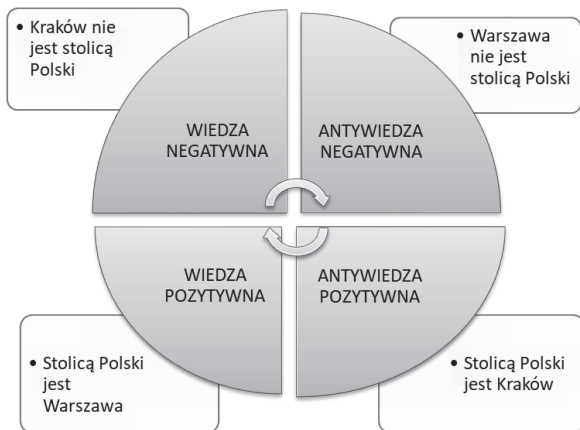 • Kraków nie
jest stolicą
Polski
• Warszawa
nie jest
stolicą Polski
WIEDZA
NEGATYWNA
ANTYWIEDZA
NEGATYWNA
WIEDZA
POZYTYWNA
ANTYWIEDZA
POZYTYWNA
• Stolicą Polski
jest
Warszawa
• Stolicą Polski
jest Kraków